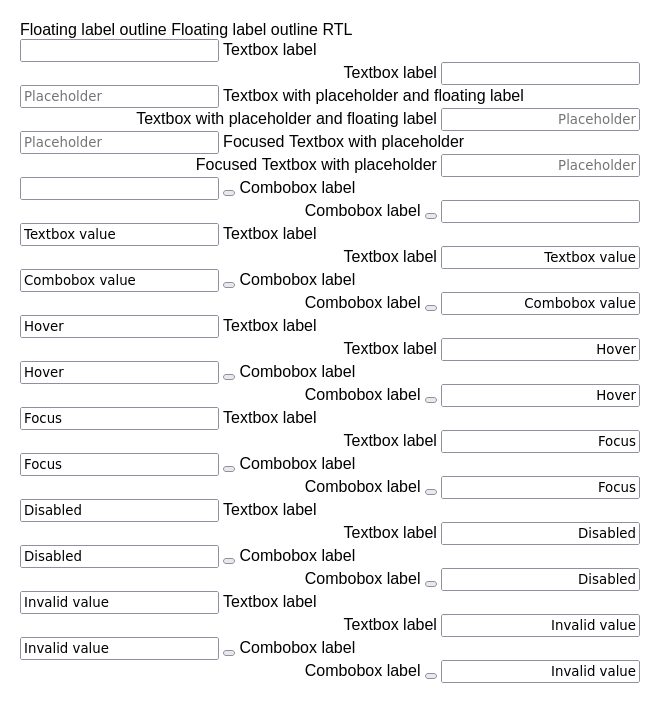 Floating label outline Floating label outline RTL
Textbox label
Textbox label
Placeholder Textbox with placeholder and floating label
Textbox with placeholder and floating label Placeholder
Placeholder Focused Textbox with placeholder
Focused Textbox with placeholder Placeholder
Combobox label
Combobox label
Textbox value Textbox label
Textbox label Textbox value
Combobox value Combobox label
Combobox label Combobox value
Hover Textbox label
Textbox label Hover
Hover Combobox label
Combobox label Hover
Focus Textbox label
Textbox label Focus
Focus Combobox label
Combobox label Focus
Disabled Textbox label
Textbox label Disabled
Disabled Combobox label
Combobox label Disabled
Invalid value Textbox label
Textbox label Invalid value
Invalid value Combobox label
Combobox label Invalid value